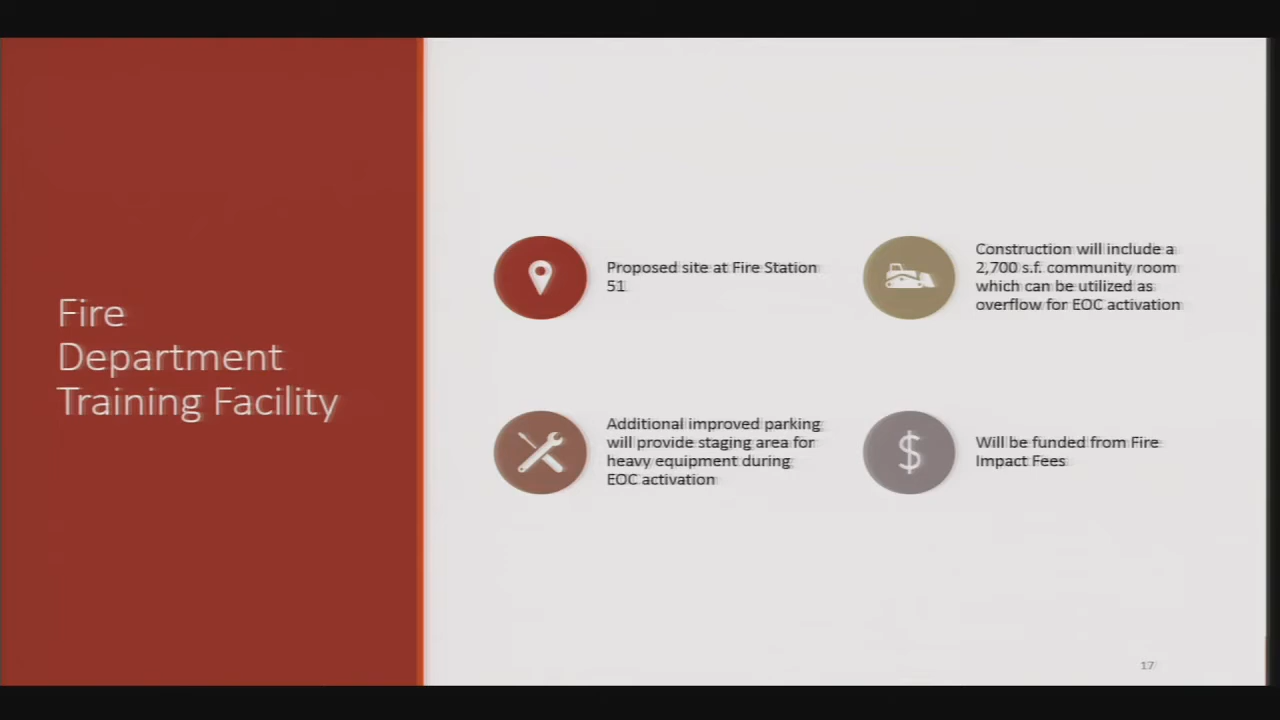 Fire
Department
Training Facility
Proposed site at Fire Station
51
Construction will include a
2,700 s.f. community room
which can be utilized as
overflow for EOC activation
Additional improved parking
will provide staging area for
heavy equipment during
EOC activation
$
Will be funded from Fire
Impact Fees
17